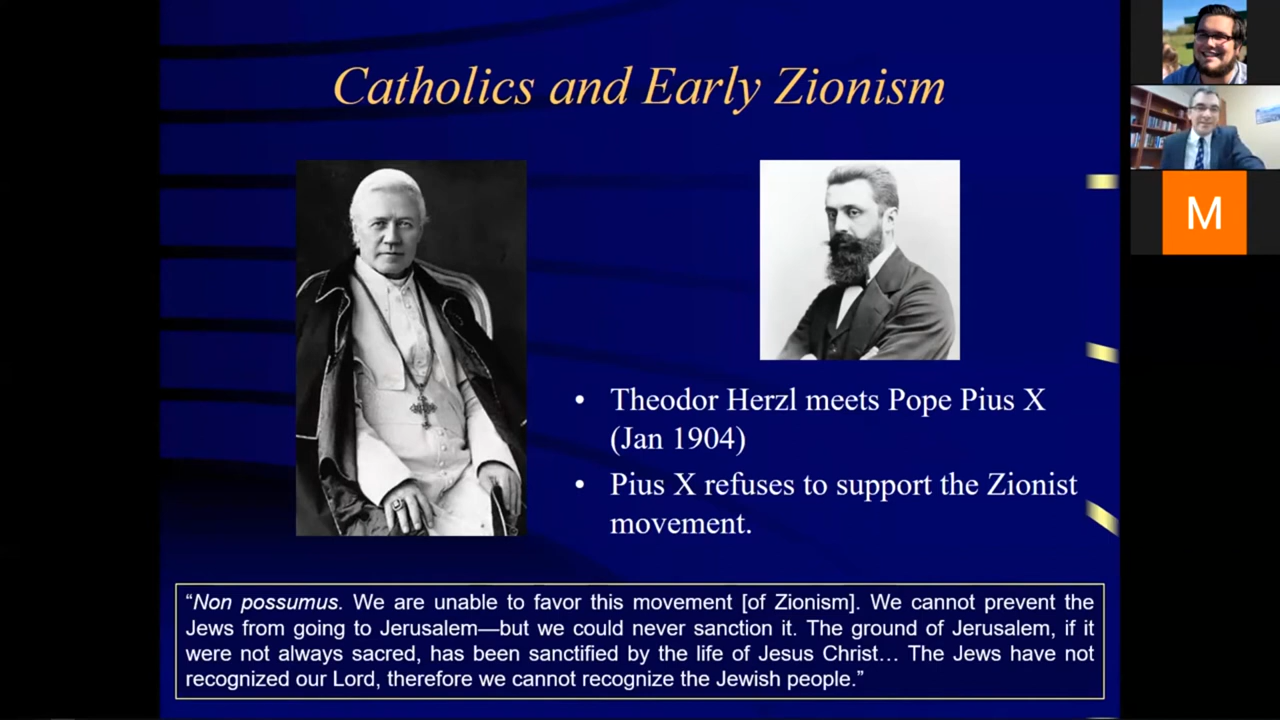 Catholics and Early Zionism
M
• Theodor Herzl meets Pope Pius X
(Jan 1904)
• Pius X refuses to support the Zionist
movement.
“Non possumus. We are unable to favor this movement [of Zionism]. We cannot prevent the
Jews from going to Jerusalem—but we could never sanction it. The ground of Jerusalem, if it
were not always sacred, has been sanctified by the life of Jesus Christ… The Jews have not
recognized our Lord, therefore we cannot recognize the Jewish people.”